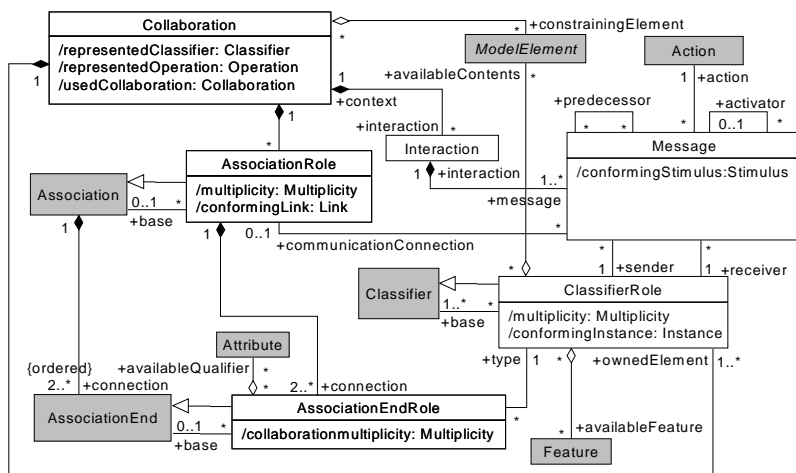 Collaboration
/representedClassifier: Classifier
/representedOperation: Operation
/usedCollaboration: Collaboration
1
1
1
+context
*
+constrainingElement
ModelElement
+availableContents
*
Action
1
+action
+predecessor
*
*
*
+activator
0..1
*
Message
/conformingStimulus:Stimulus
+interaction
*
Interaction
1
+interaction
1..*
+message
*
AssociationRole
/multiplicity: Multiplicity
/conformingLink: Link
Association
0..1
*
+base
1
1
0..1
+communicationConnection
*
*
*
*
1
+sender
1
+receiver
Classifier
1..*
*
+base
ClassifierRole
/multiplicity: Multiplicity
/conformingInstance: Instance
+type
1
*
+ownedElement
1..*
Attribute
{ordered}
+availableQualifier
*
*
2..*
+connection
2..*
+connection
AssociationEnd
0..1
*
+base
AssociationEndRole
/collaborationmultiplicity: Multiplicity
*
*
+availableFeature
Feature